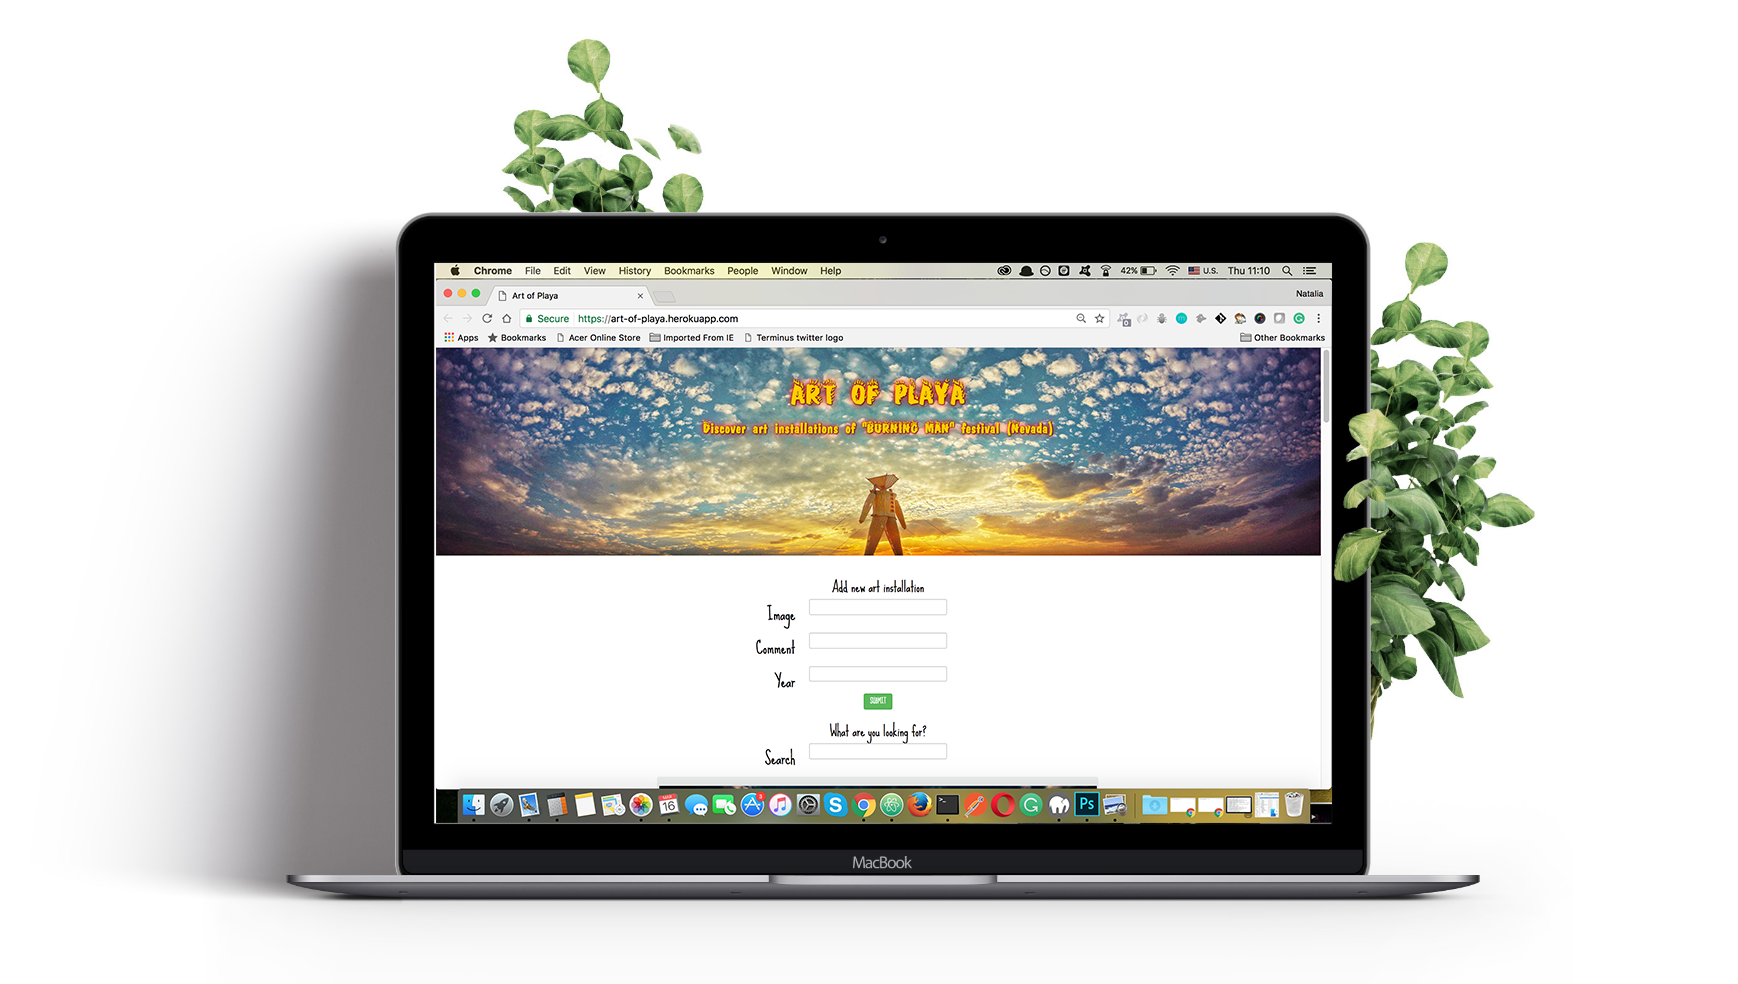 Chrome File Edit View History Bookmarks People Window Help 42% U.S. Thu 11:10
Art of Playa Natalia
Secure https://art-of-playa.herokuapp.com
Apps Bookmarks Acer Online Store Imported From IE Terminus twitter logo Other Bookmarks
ART OF PLAYA
Discover art installations of "BURNING MAN" festival (Nevada)
Add new art installation
Image
Comment
Year
SUBMIT
What are you looking for?
Search
16
Ps
MacBook